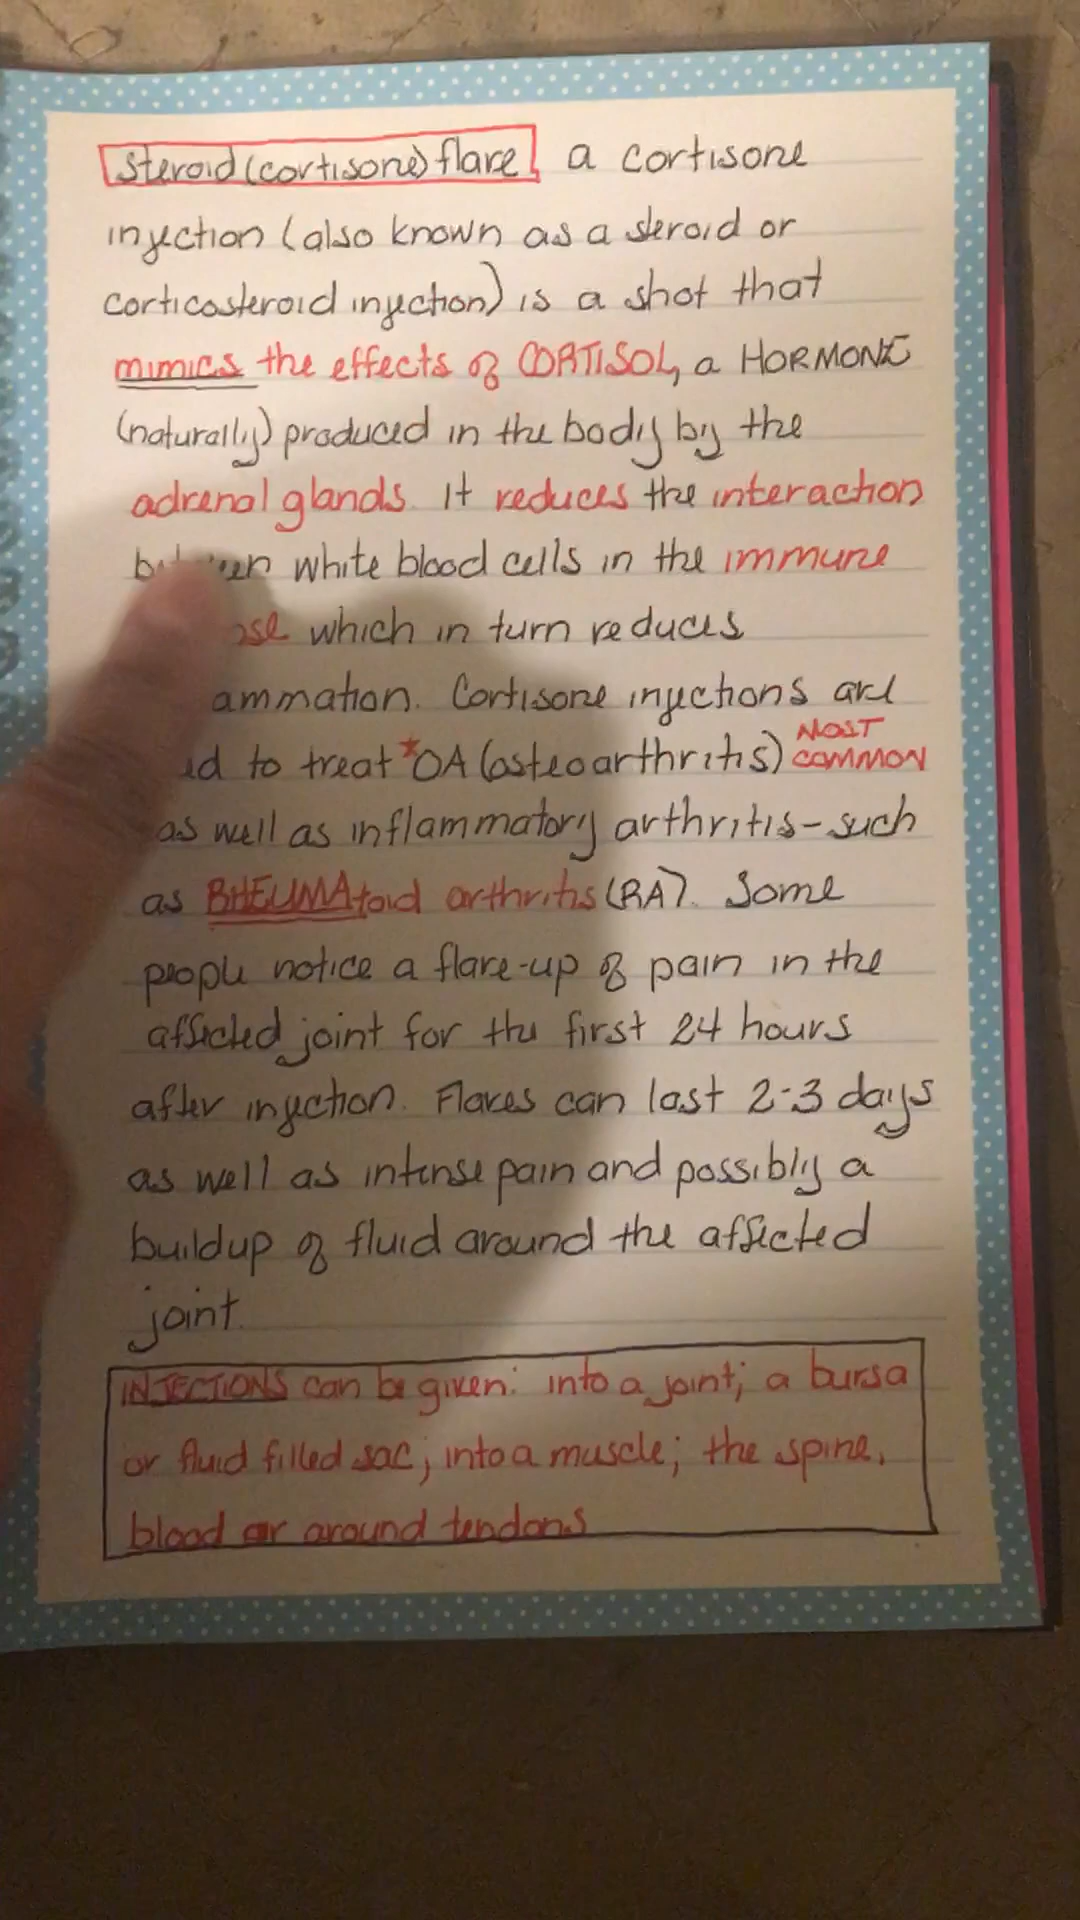 steroid (cortisone) flare, a cortisone
injection (also known as a steroid or
corticosteroid injection) is a shot that
mimics the effects of CORTISOL, a HORMONE
(naturally) produced in the body by the
adrenal glands. It reduces the interaction
white blood cells in the immune
which in turn reduces
ammation. Cortisone injections are
to treat *OA (osteoarthritis) MOST COMMON
as well as inflammatory arthritis-such
as RHEUMAtoid arthritis (RA). Some
people notice a flare-up of pain in the
affected joint for the first 24 hours
after injection. Flares can last 2-3 days
as well as intense pain and possibly a
buildup of fluid around the affected
joint.
INJECTIONS can be given: into a joint; a bursa
or fluid filled sac; into a muscle; the spine,
blood or around tendons